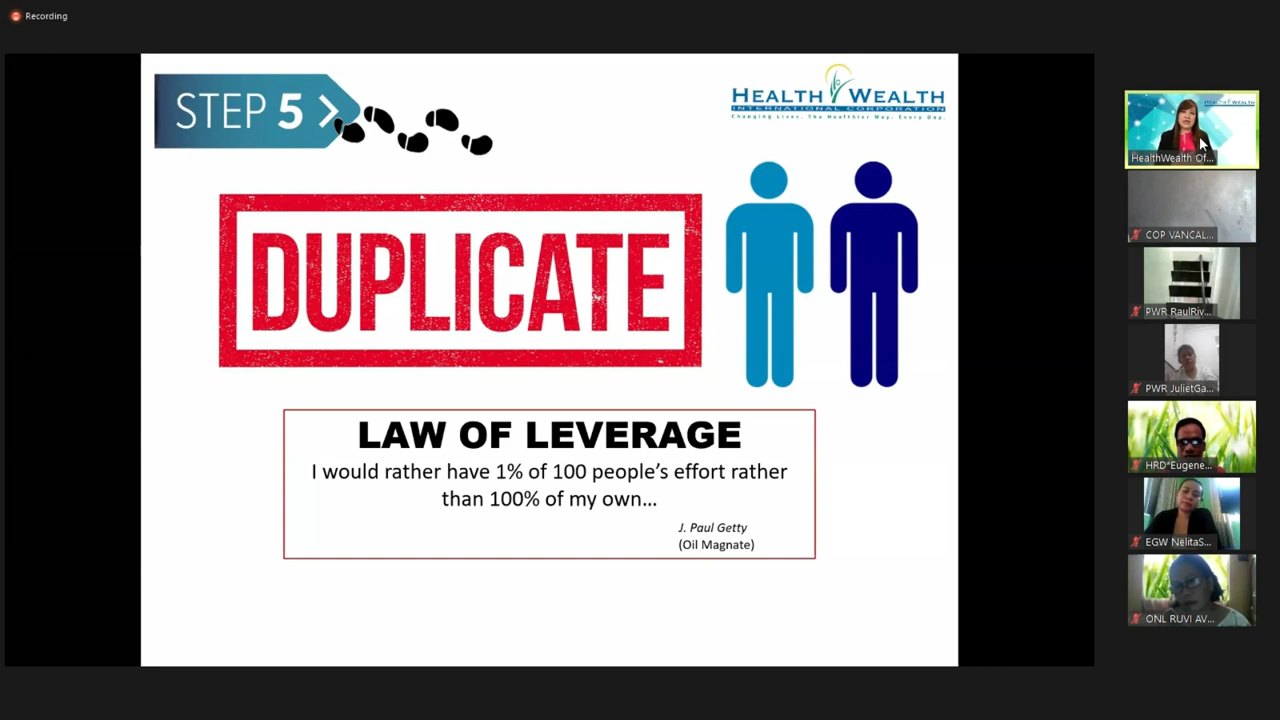 Recording
STEP 5
HEALTH WEALTH
INTERNATIONAL CORPORATION
Changing Lives. The Healthier Way. Every Day.
DUPLICATE
LAW OF LEVERAGE
I would rather have 1% of 100 people’s effort rather
than 100% of my own…
J. Paul Getty
(Oil Magnate)
HEALTH WEALTH
HealthWealth Of...
COP VANCAL...
PWR RaulRiv...
PWR JulietGa...
HRD*Eugene...
EGW NelitaS...
ONL RUVI AV...